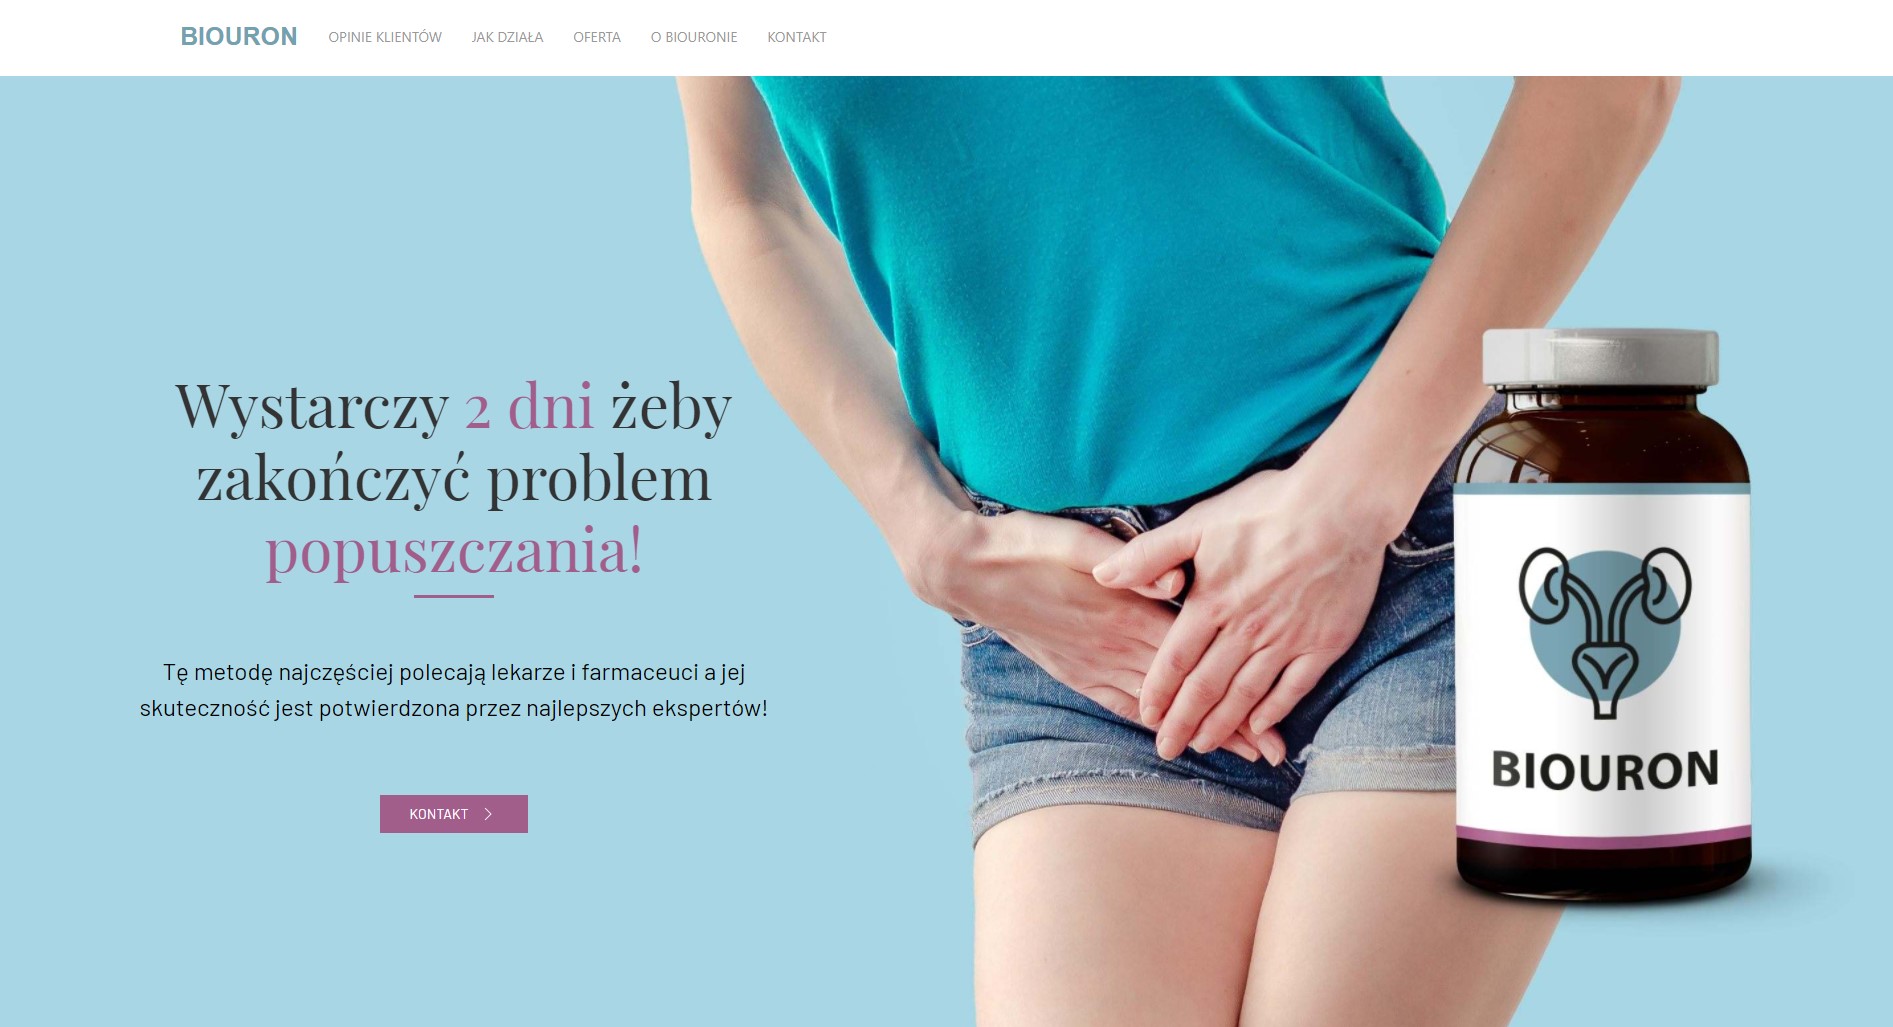 BIOURON
OPINIE KLIENTÓW
JAK DZIAŁA
OFERTA
O BIOURONIE
KONTAKT
Wystarczy 2 dni żeby
zakończyć problem
popuszczania!
Tę metodę najczęściej polecają lekarze i farmaceuci a jej
skuteczność jest potwierdzona przez najlepszych ekspertów!
KONTAKT
BIOURON